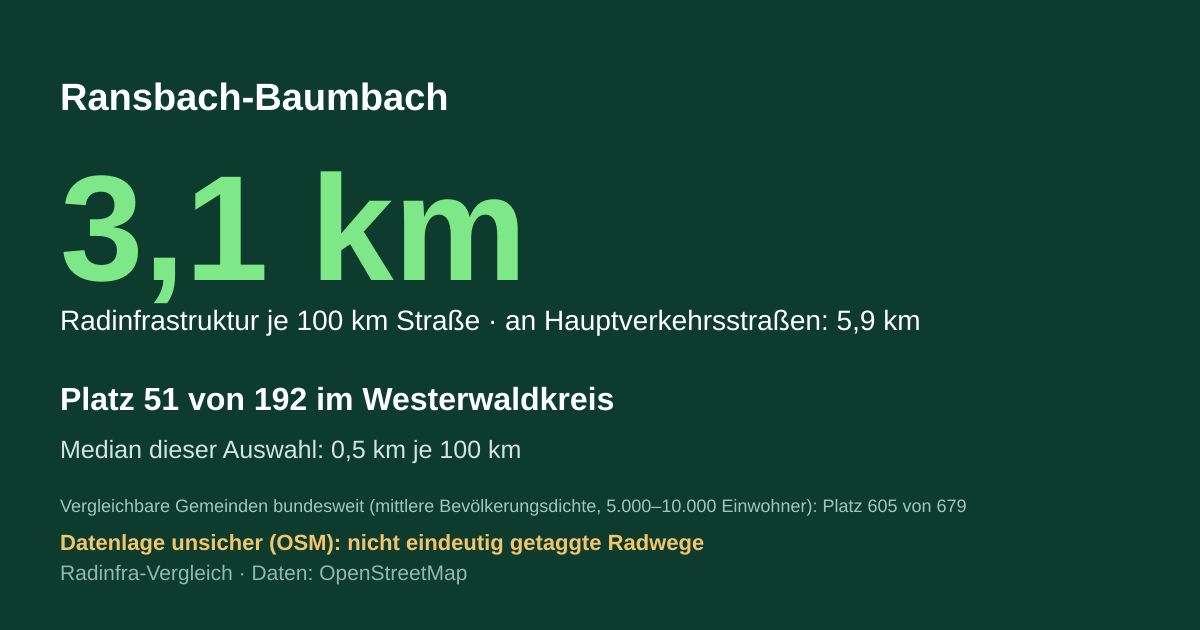 Ransbach-Baumbach
3,1 km
Radinfrastruktur je 100 km Straße · an Hauptverkehrsstraßen: 5,9 km
Platz 51 von 192 im Westerwaldkreis
Median dieser Auswahl: 0,5 km je 100 km
Vergleichbare Gemeinden bundesweit (mittlere Bevölkerungsdichte, 5.000–10.000 Einwohner): Platz 605 von 679
Datenlage unsicher (OSM): nicht eindeutig getaggte Radwege
Radinfra-Vergleich · Daten: OpenStreetMap